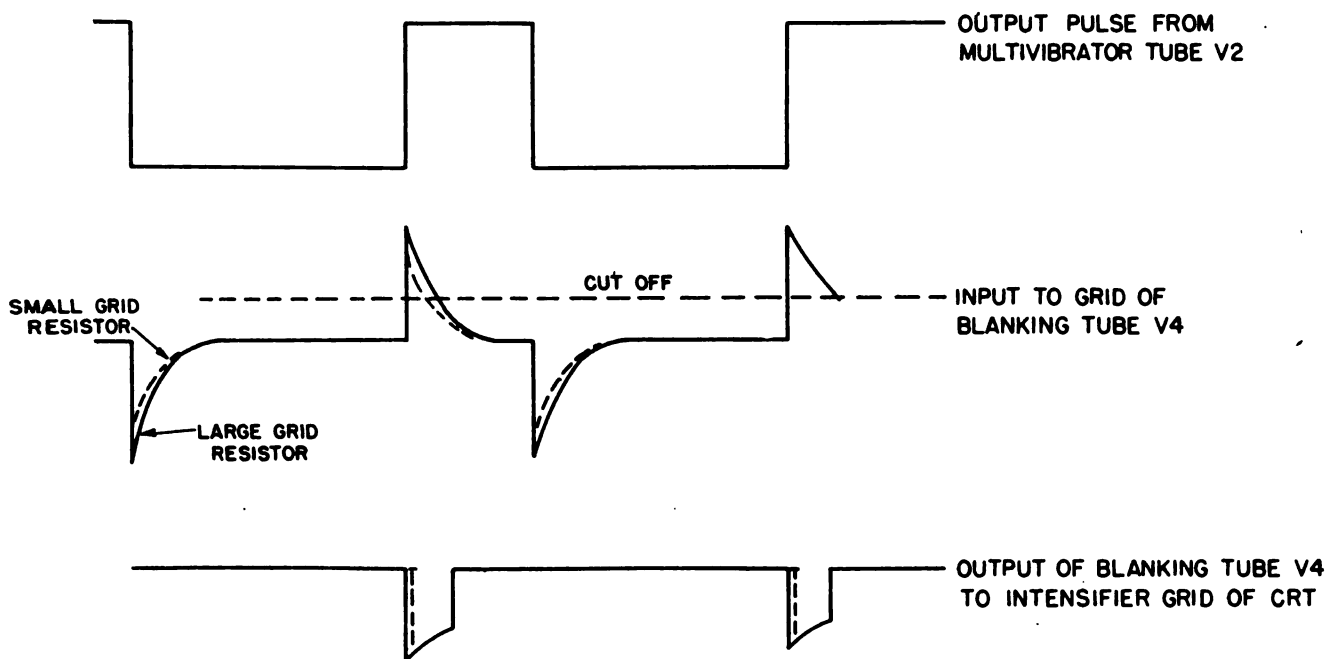 OUTPUT PULSE FROM
MULTIVIBRATOR TUBE V2
CUT OFF
SMALL GRID
RESISTOR
INPUT TO GRID OF
BLANKING TUBE V4
LARGE GRID
RESISTOR
OUTPUT OF BLANKING TUBE V4
TO INTENSIFIER GRID OF CRT